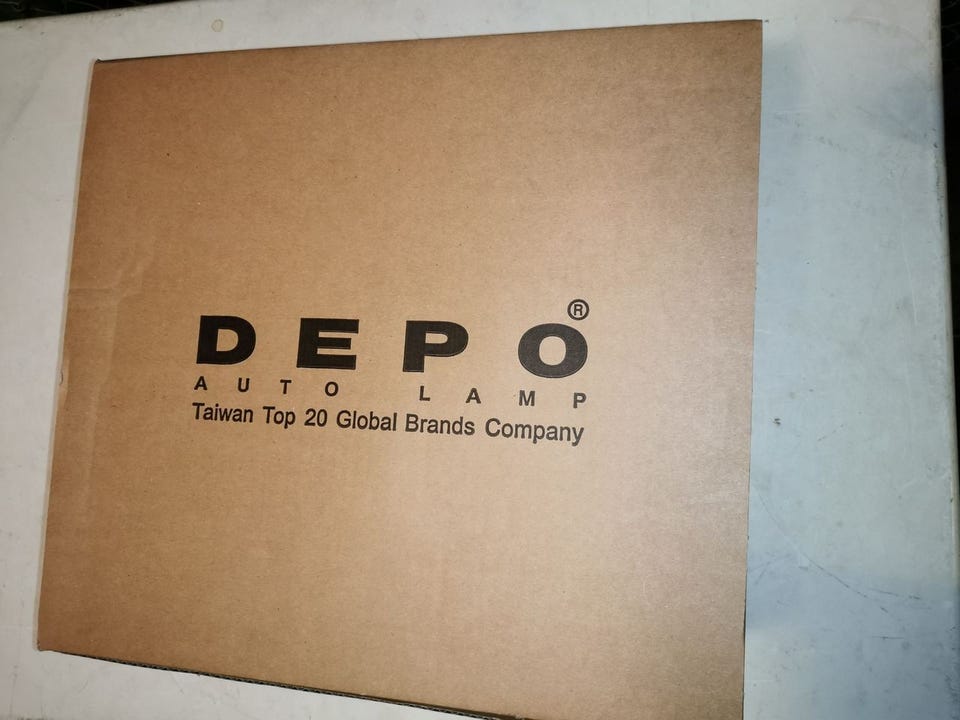 DEPO®
AUTO LAMP
Taiwan Top 20 Global Brands Company